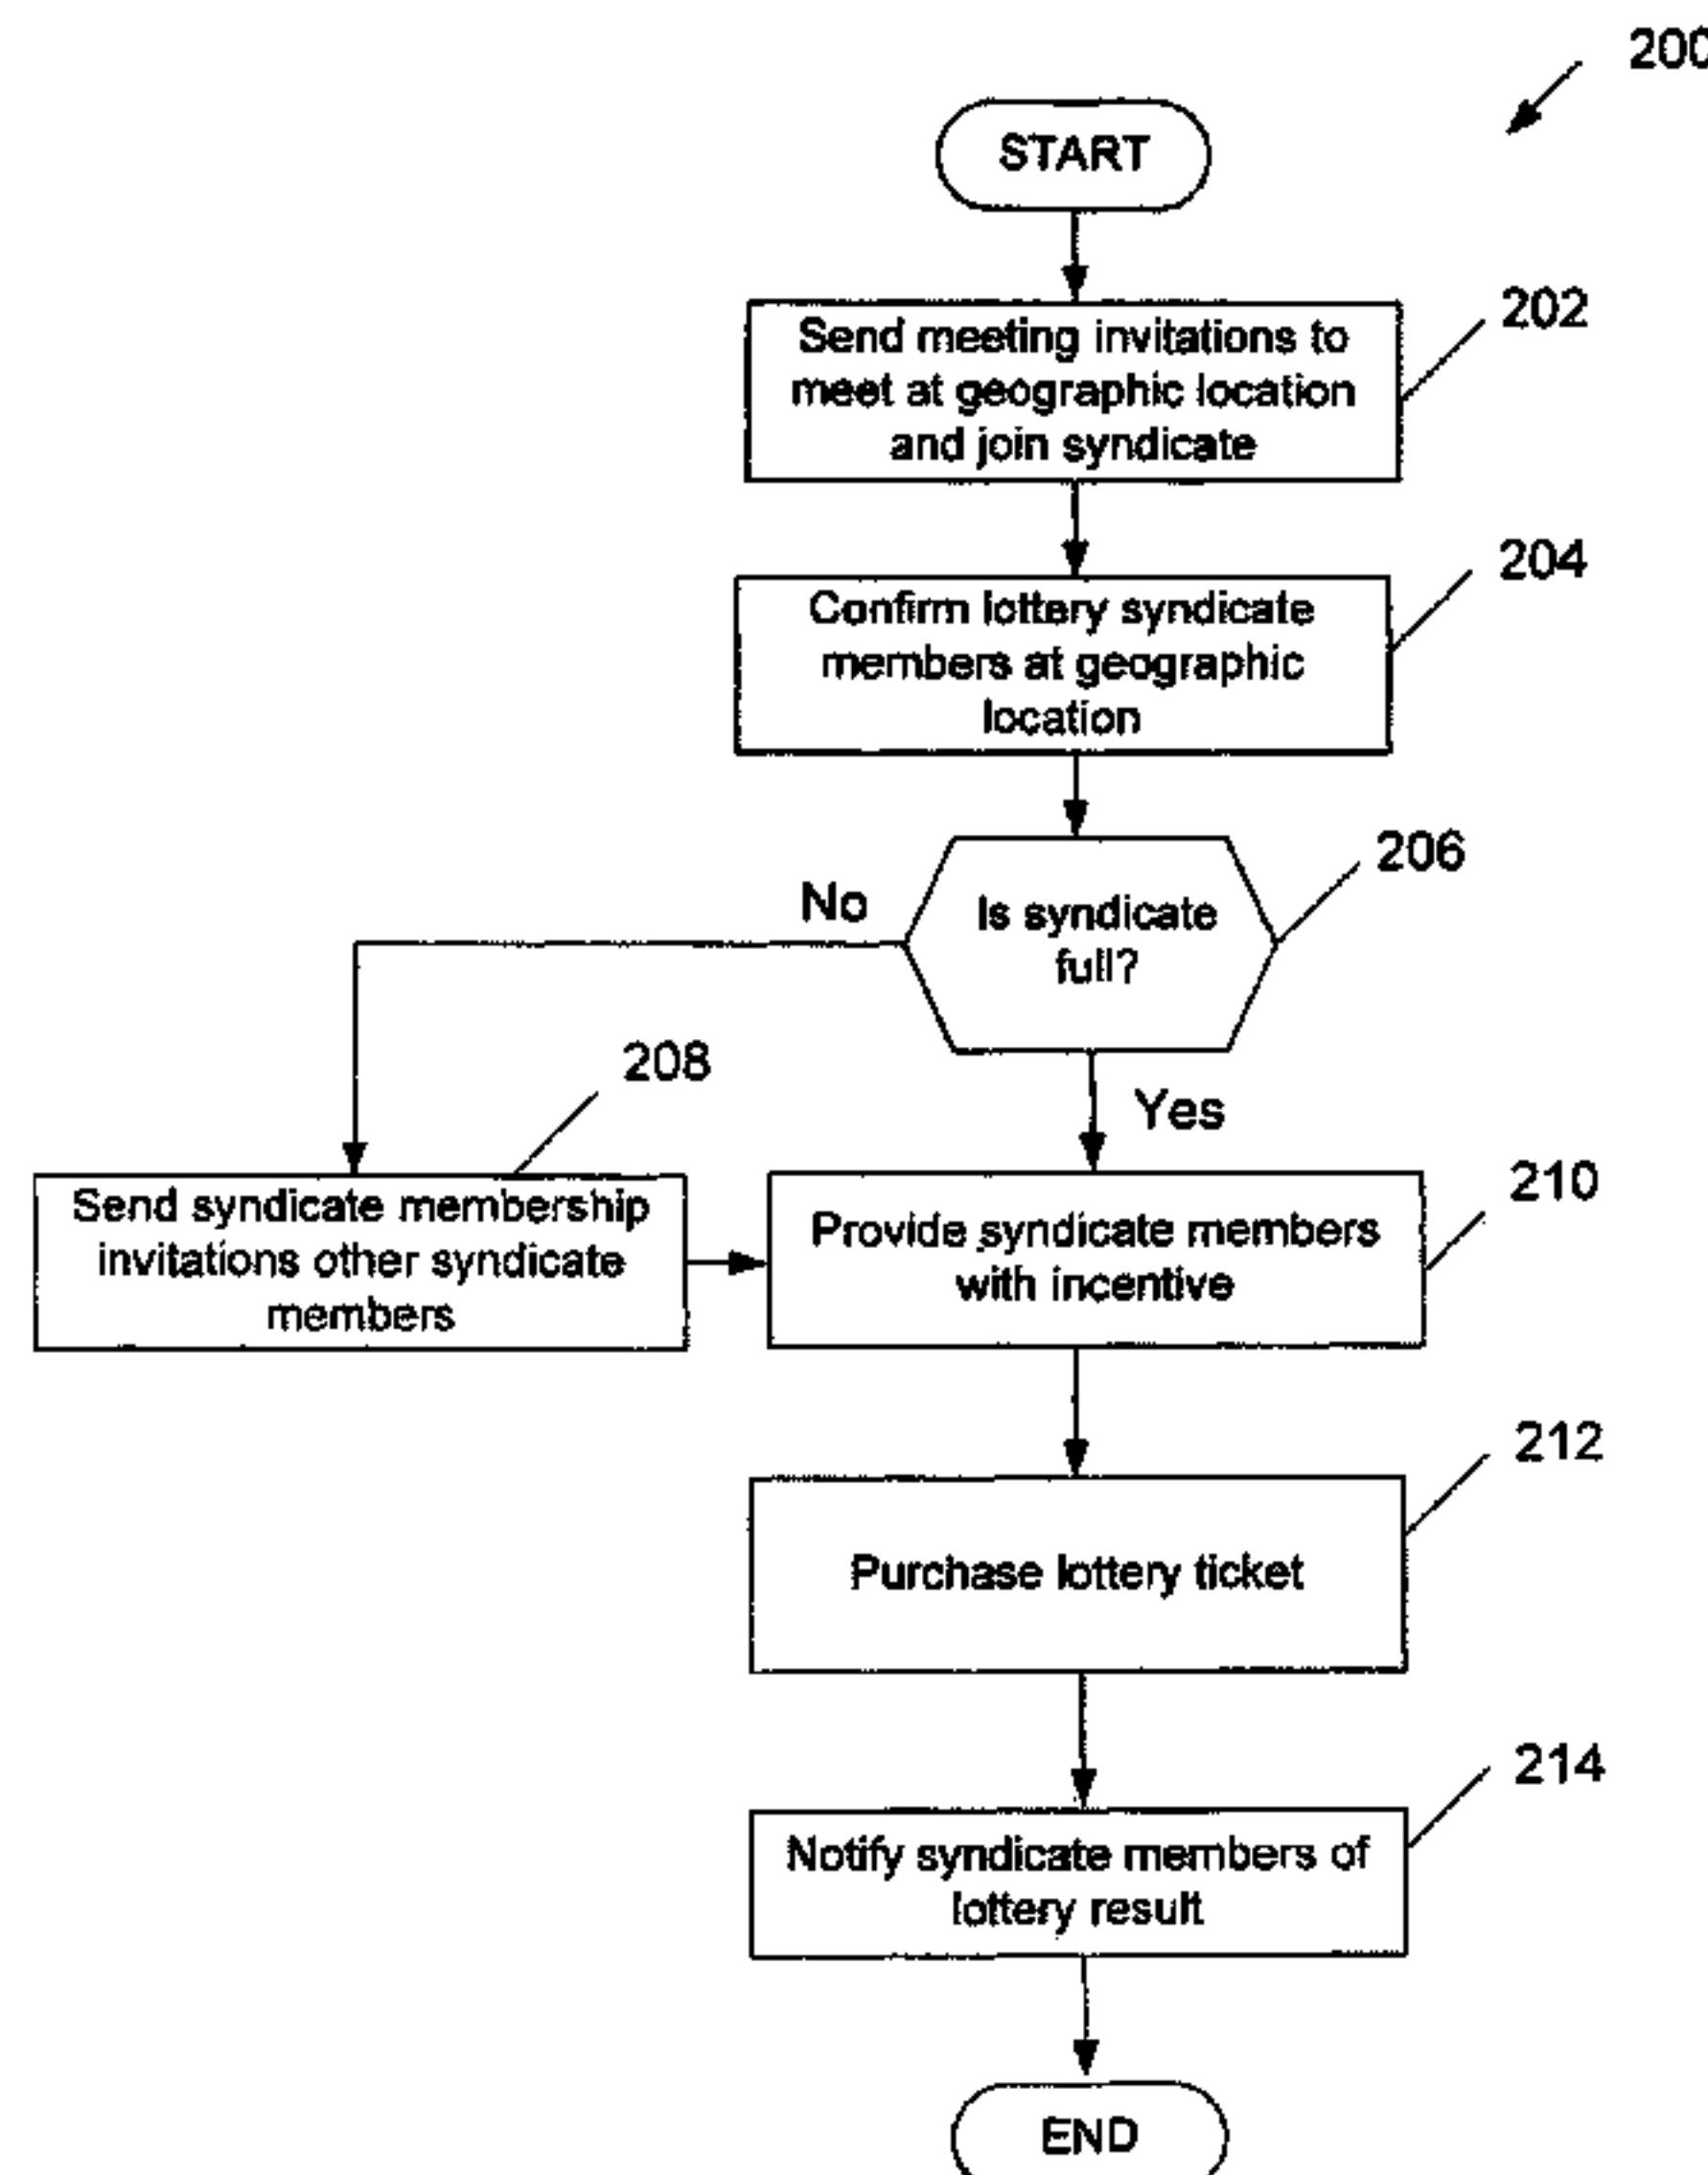 200
START
202
Send meeting invitations to
meet at geographic location
and join syndicate
204
Confirm lottery syndicate
members at geographic
location
206
Is syndicate
full?
No
Yes
208
Send syndicate membership
invitations other syndicate
members
210
Provide syndicate members
with incentive
212
Purchase lottery ticket
214
Notify syndicate members of
lottery result
END